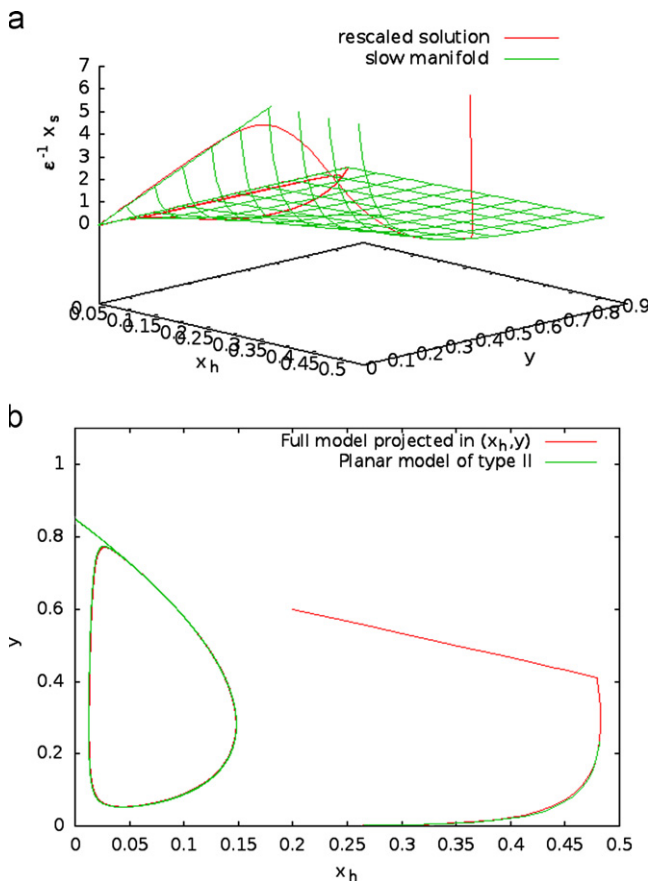 a
rescaled solution
slow manifold
7
6
5
4
3
2
1
0
ε⁻¹ x_s
0
0.05
0.1
0.15
0.2
0.25
0.3
0.35
0.4
0.45
0.5
x_h
0
0.1
0.2
0.3
0.4
0.5
0.6
0.7
0.8
0.9
y
b
Full model projected in (x_h,y)
Planar model of type II
1
0.8
0.6
0.4
0.2
0
y
0 0.05 0.1 0.15 0.2 0.25 0.3 0.35 0.4 0.45 0.5
x_h